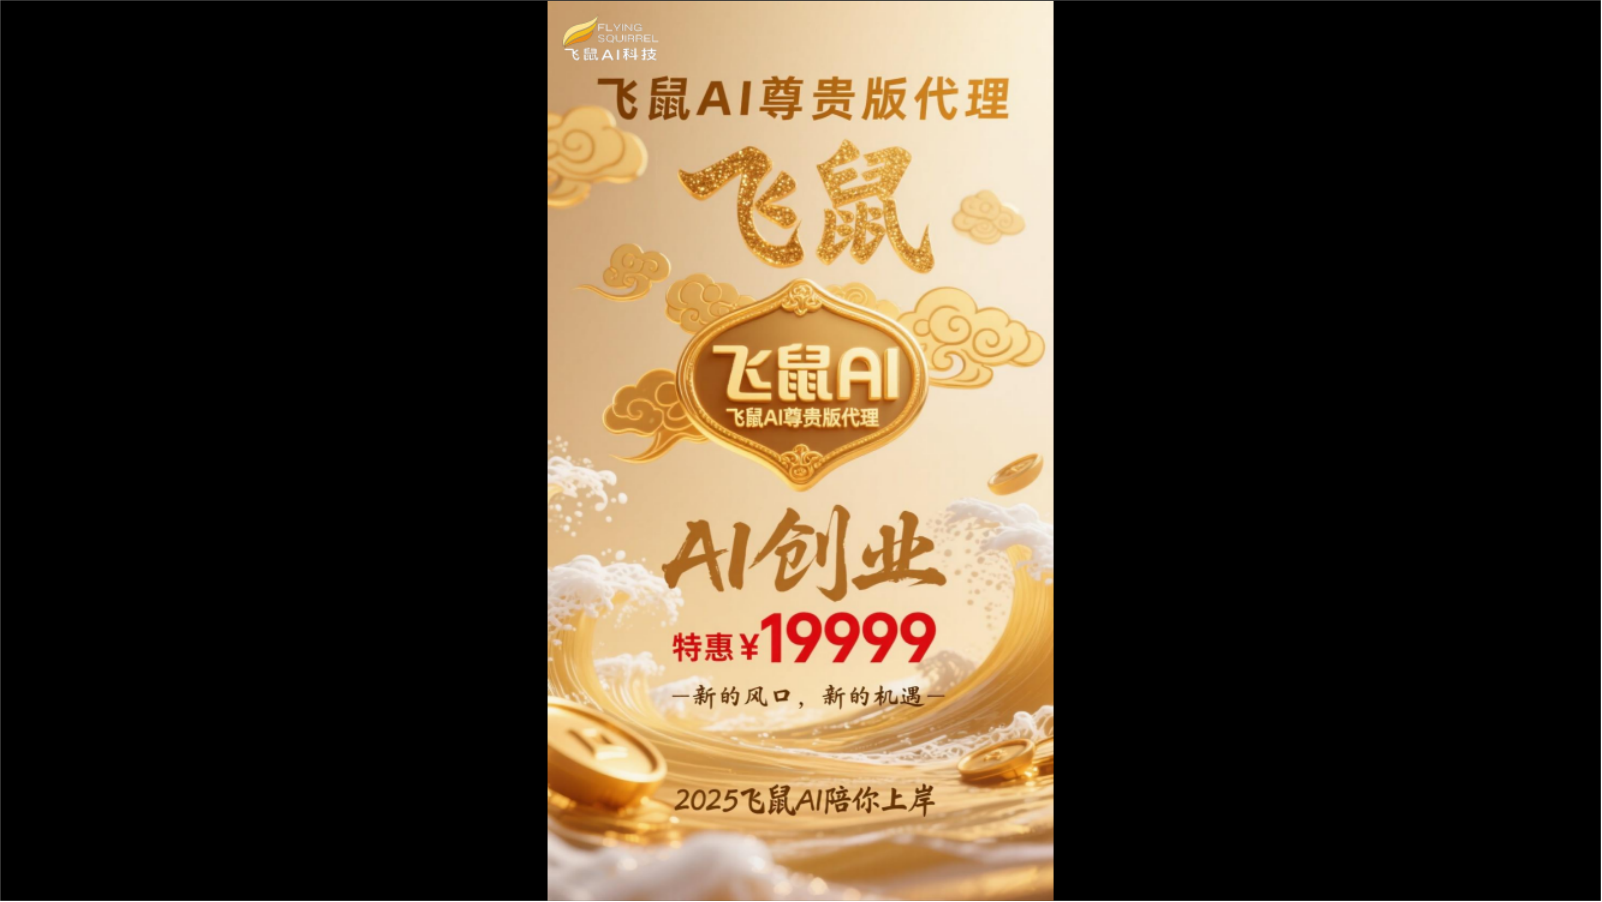 FLYING
SQUIRREL
飞鼠AI科技
飞鼠AI尊贵版代理
飞鼠
飞鼠AI
飞鼠AI尊贵版代理
AI创业
特惠¥19999
—新的风口，新的机遇—
2025飞鼠AI陪你上岸